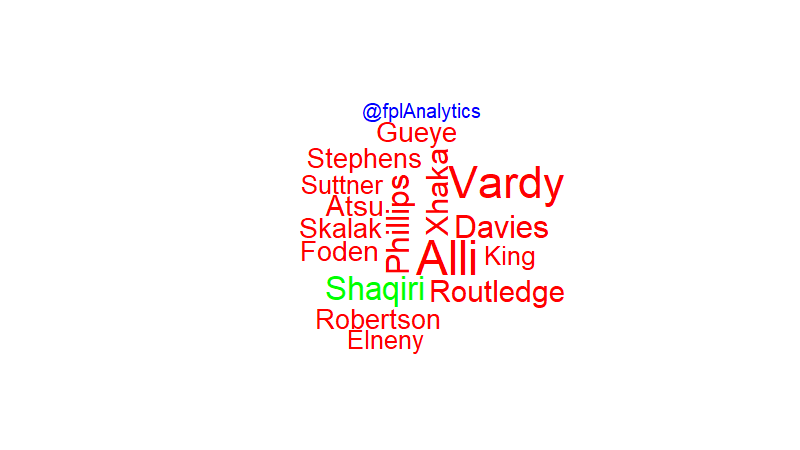 @fplAnalytics
Gueye
Stephens
Xhaka
Vardy
Suttner
Phillips
Atsu
Skalak
Davies
Foden
Alli
King
Shaqiri
Routledge
Robertson
Elneny